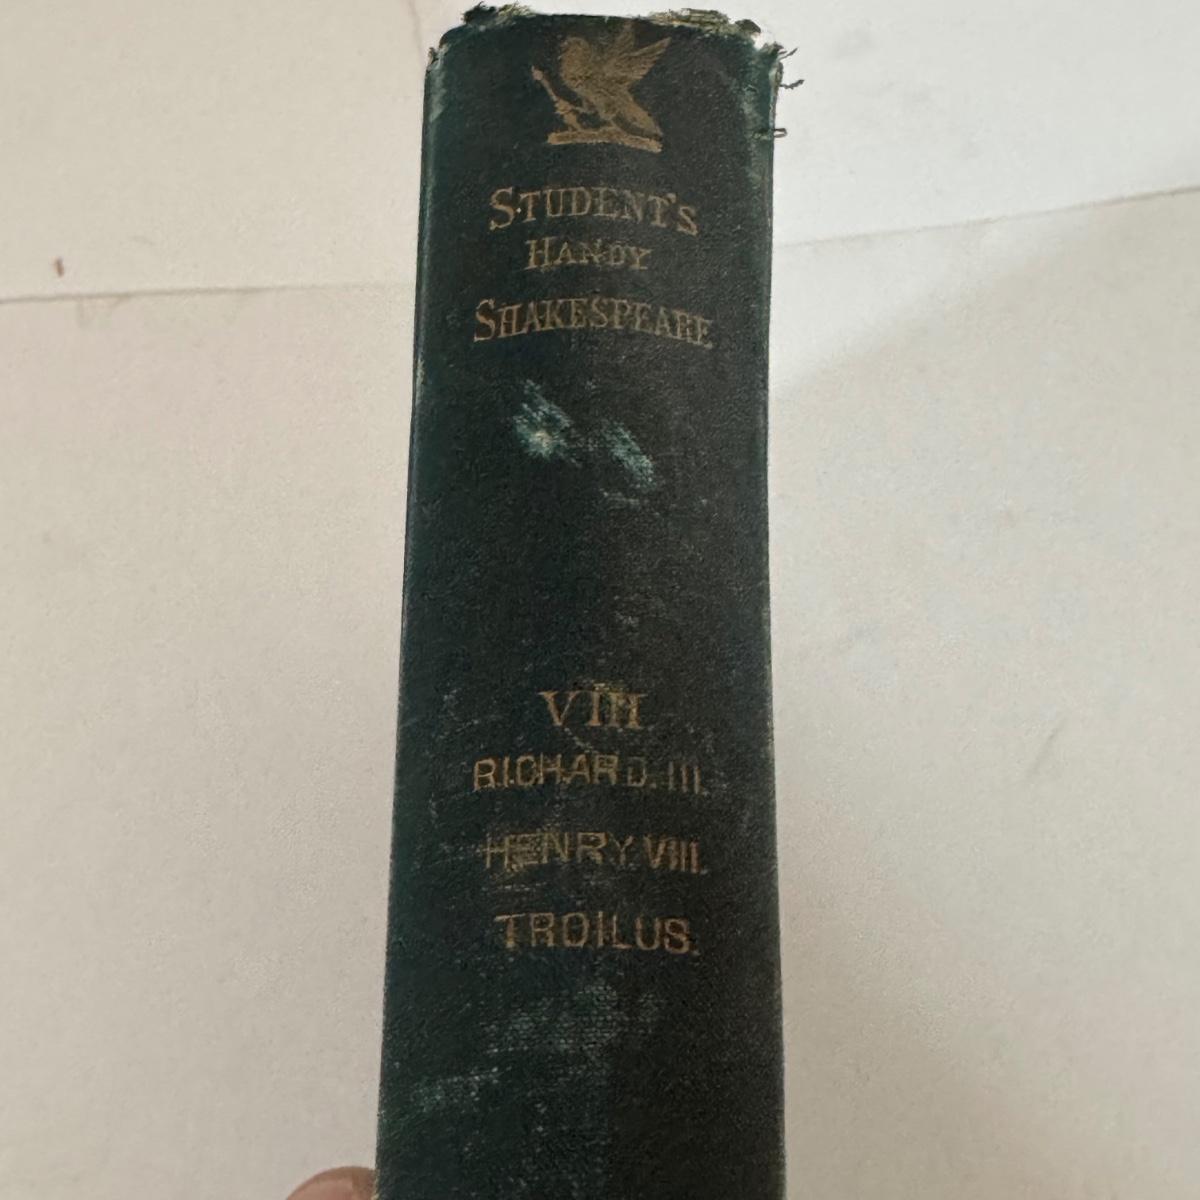 STUDENT'S
HANDY
SHAKESPEARE
VIII
RICHARD. III.
HENRY VIII.
TROILUS.